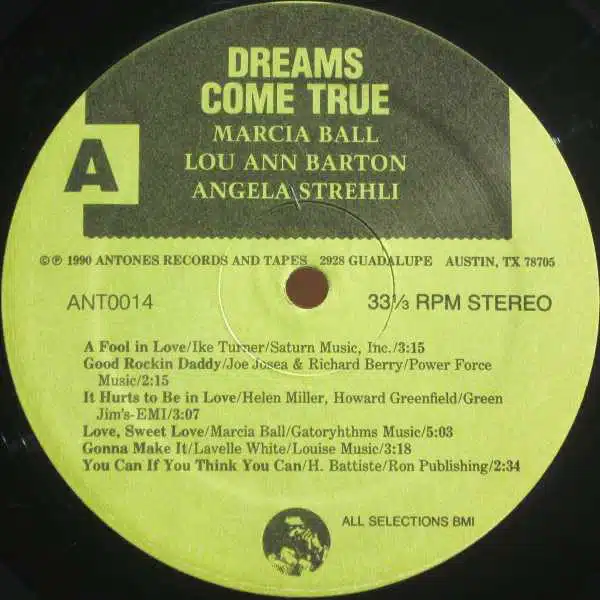 DREAMS
COME TRUE
MARCIA BALL
LOU ANN BARTON
ANGELA STREHLI
A
©℗ 1990 ANTONES RECORDS AND TAPES 2928 GUADALUPE AUSTIN, TX 78705
ANT0014
33⅓ RPM STEREO
A Fool in Love/Ike Turner/Saturn Music, Inc./3:15
Good Rockin Daddy/Joe Josea & Richard Berry/Power Force
Music/2:15
It Hurts to Be in Love/Helen Miller, Howard Greenfield/Green
Jim's-EMI/3:07
Love, Sweet Love/Marcia Ball/Gatoryhthms Music/5:03
Gonna Make It/Lavelle White/Louise Music/3:18
You Can If You Think You Can/H. Battiste/Ron Publishing/2:34
ALL SELECTIONS BMI